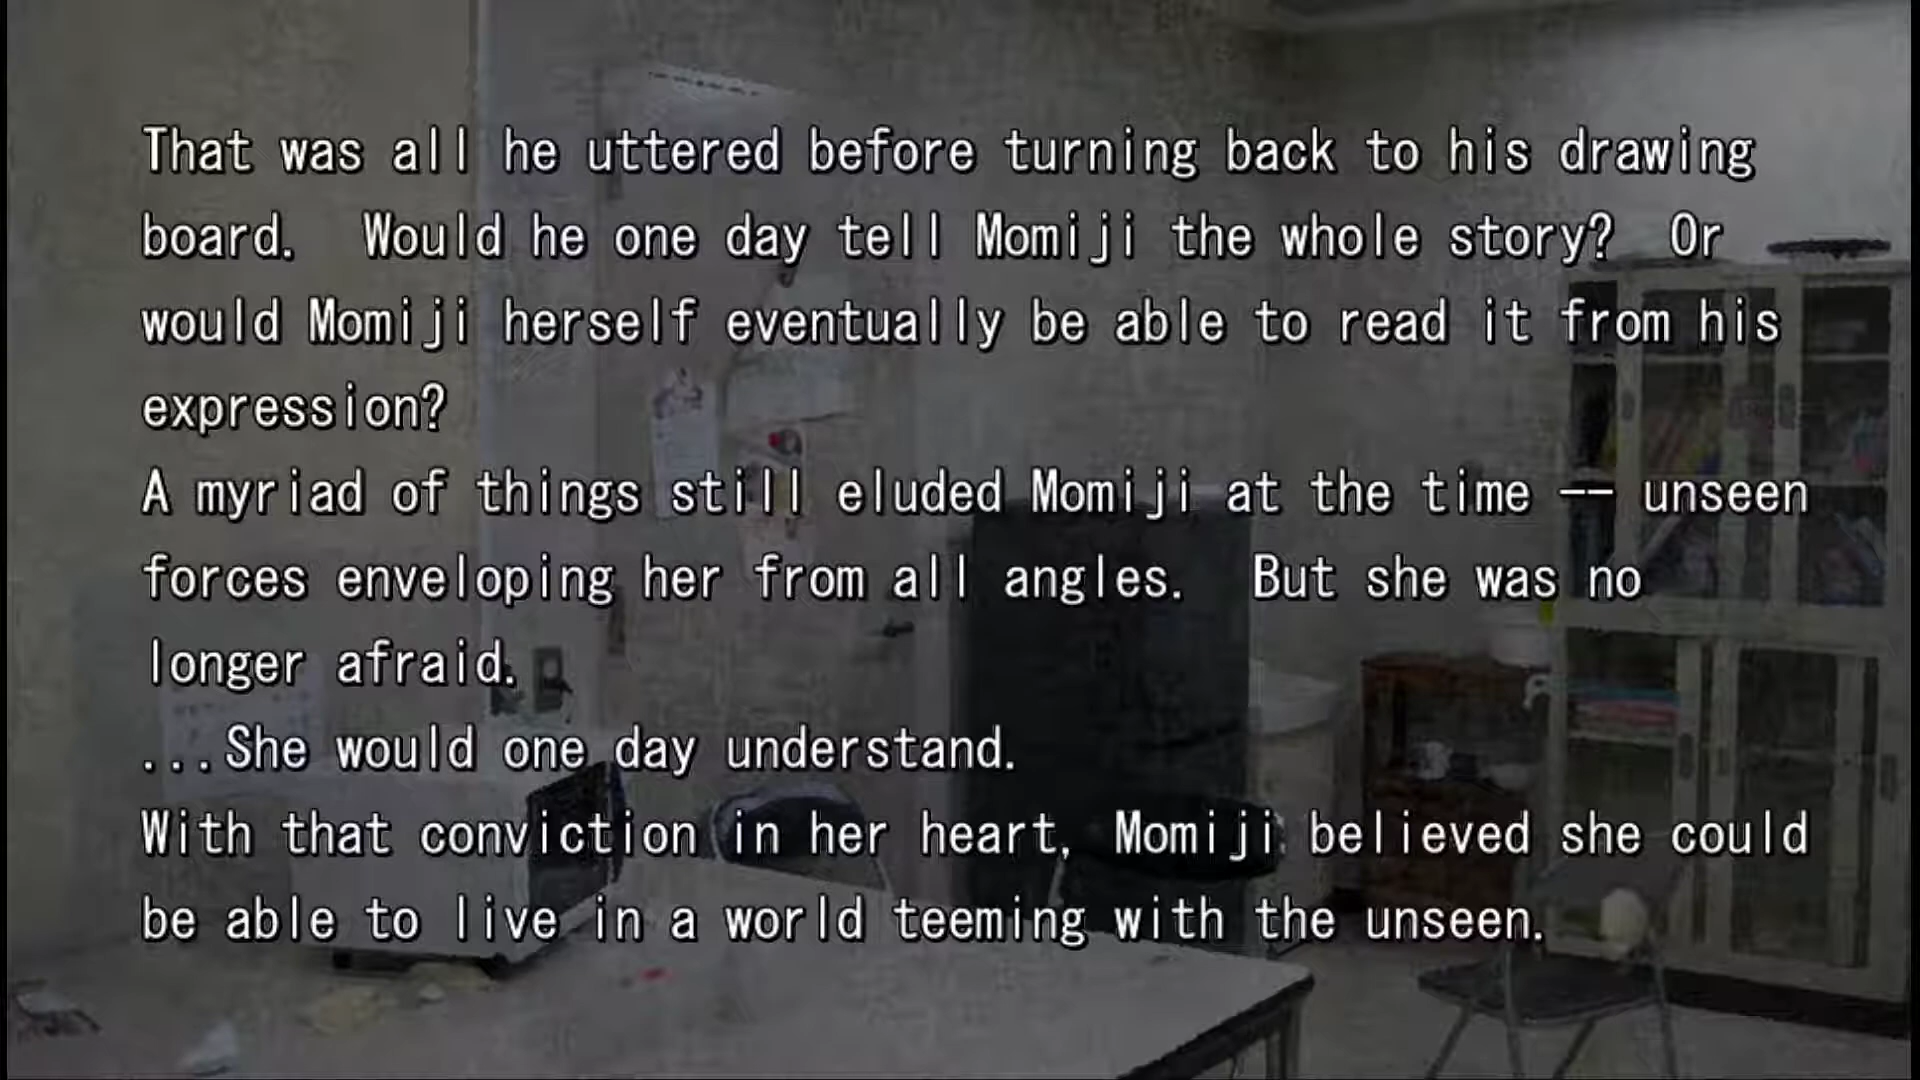 That was all he uttered before turning back to his drawing
board.  Would he one day tell Momiji the whole story?  Or
would Momiji herself eventually be able to read it from his
expression?
A myriad of things still eluded Momiji at the time -- unseen
forces enveloping her from all angles.  But she was no
longer afraid.
...She would one day understand.
With that conviction in her heart, Momiji believed she could
be able to live in a world teeming with the unseen.